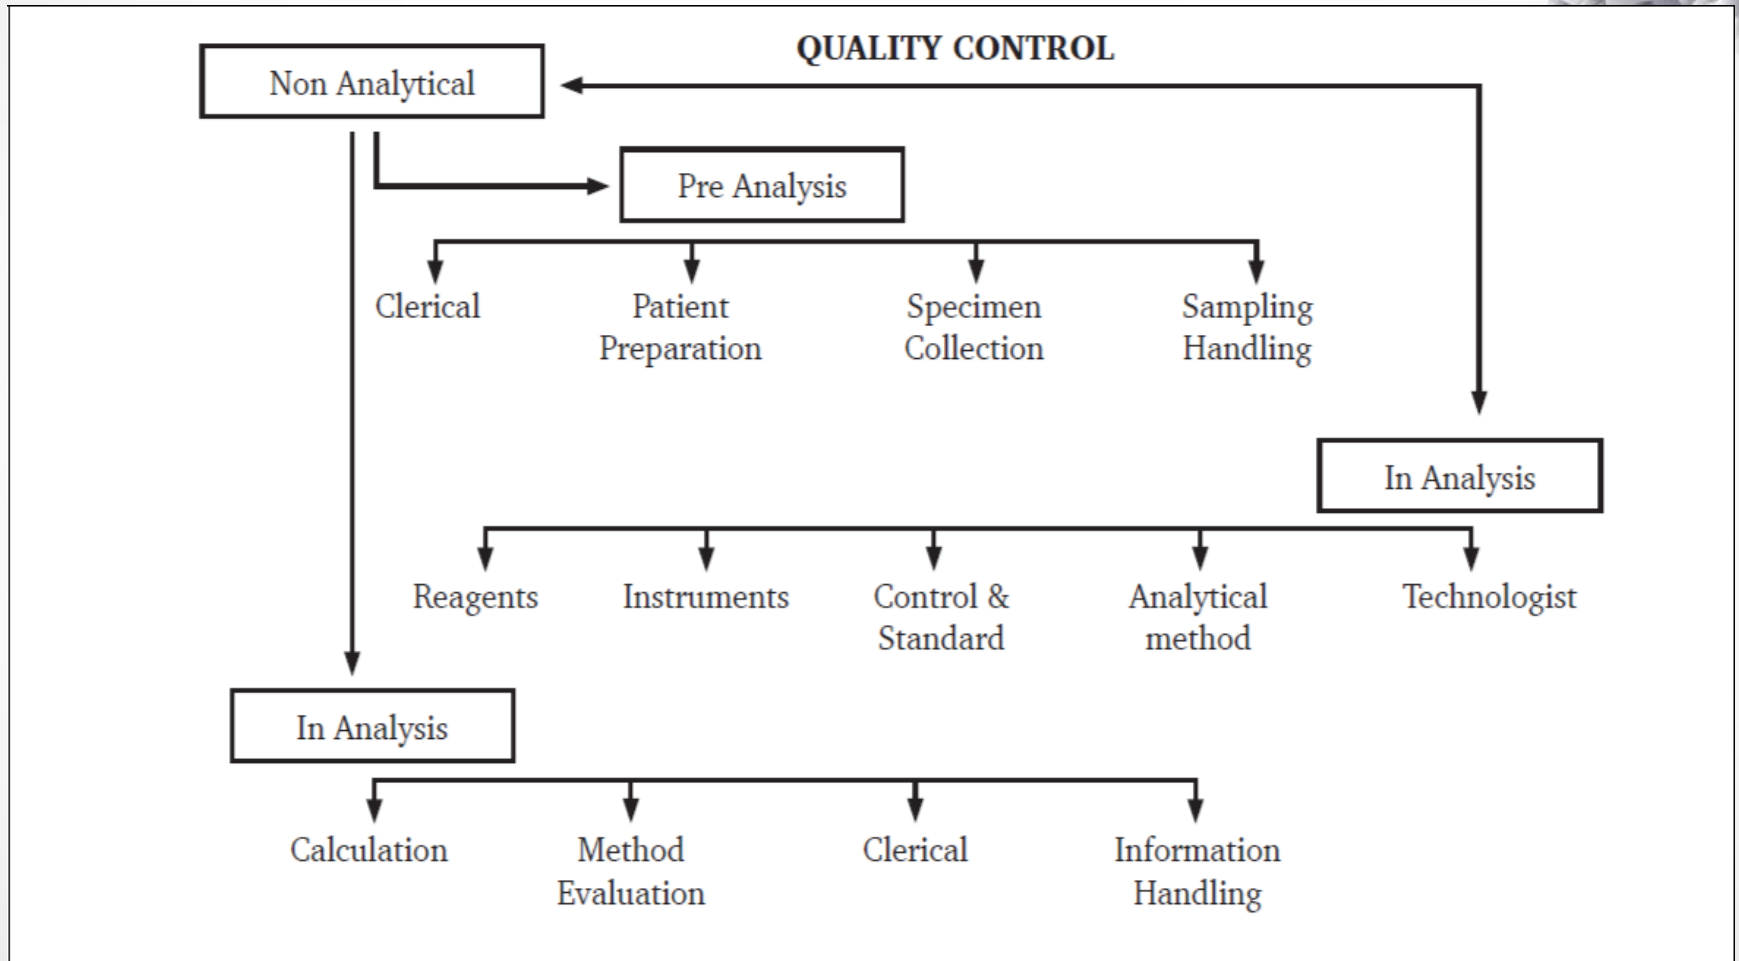 QUALITY CONTROL
Non Analytical
Pre Analysis
Clerical
Patient
Preparation
Specimen
Collection
Sampling
Handling
In Analysis
Reagents
Instruments
Control &
Standard
Analytical
method
Technologist
In Analysis
Calculation
Method
Evaluation
Clerical
Information
Handling